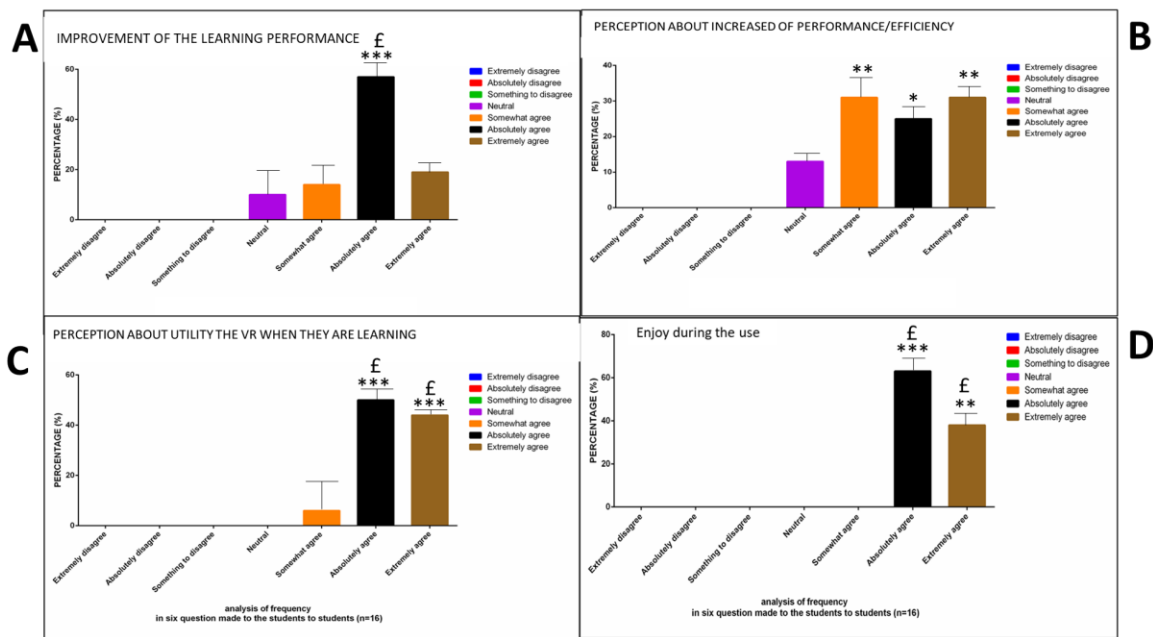 A
IMPROVEMENT OF THE LEARNING PERFORMANCE
£
***
60
40
20
0
PERCENTAGE (%)
Extremely disagree
Absolutely disagree
Something to disagree
Neutral
Somewhat agree
Absolutely agree
Extremely agree
Extremely disagree
Absolutely disagree
Something to disagree
Neutral
Somewhat agree
Absolutely agree
Extremely agree
B
PERCEPTION ABOUT INCREASED OF PERFORMANCE/EFFICIENCY
**
*
**
40
30
20
10
0
PERCENTAGE (%)
Extremely disagree
Absolutely disagree
Something to disagree
Neutral
Somewhat agree
Absolutely agree
Extremely agree
Extremely disagree
Absolutely disagree
Something to disagree
Neutral
Somewhat agree
Absolutely agree
Extremely agree
C
PERCEPTION ABOUT UTILITY THE VR WHEN THEY ARE LEARNING
£
***
£
***
60
40
20
0
PERCENTAGE (%)
Extremely disagree
Absolutely disagree
Something to disagree
Neutral
Somewhat agree
Absolutely agree
Extremely agree
Extremely disagree
Absolutely disagree
Something to disagree
Neutral
Somewhat agree
Absolutely agree
Extremely agree
analysis of frequency
in six question made to the students to students (n=16)
D
Enjoy during the use
£
***
£
**
80
60
40
20
0
PERCENTAGE (%)
Extremely disagree
Absolutely disagree
Something to disagree
Neutral
Somewhat agree
Absolutely agree
Extremely agree
Extremely disagree
Absolutely disagree
Something to disagree
Neutral
Somewhat agree
Absolutely agree
Extremely agree
analysis of frequency
in six question made to the students to students (n=16)